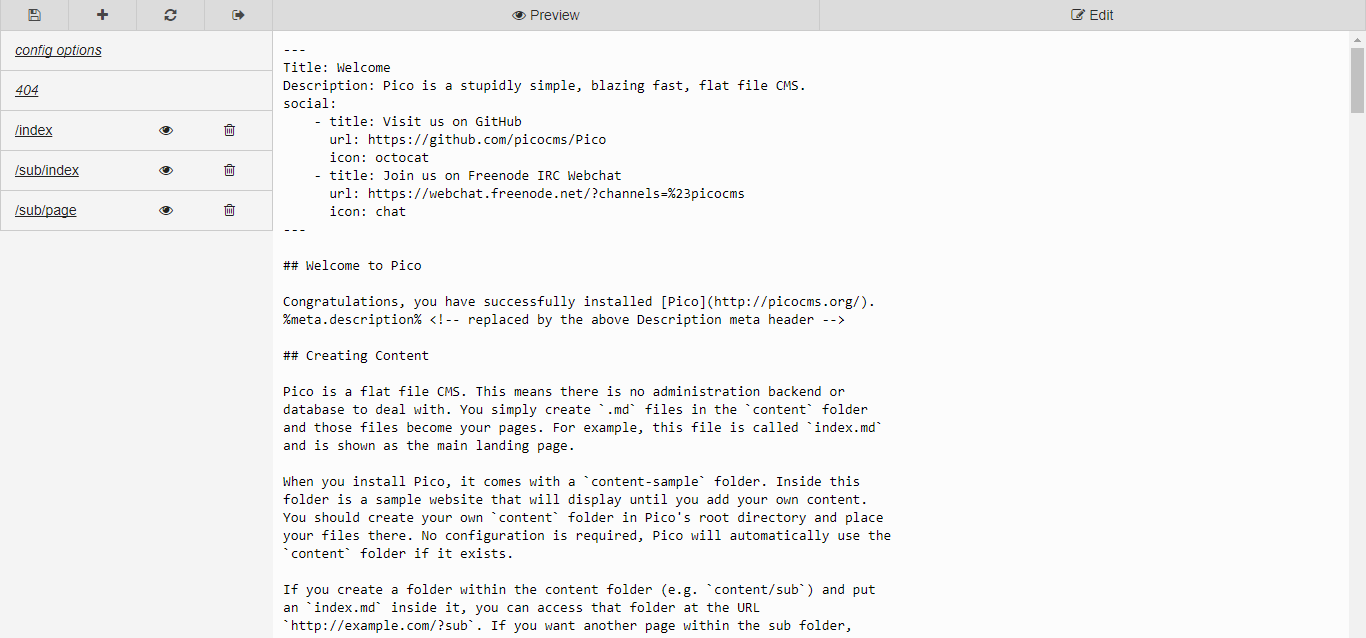 Preview
Edit
config options
404
/index
/sub/index
/sub/page
---
Title: Welcome
Description: Pico is a stupidly simple, blazing fast, flat file CMS.
social:
    - title: Visit us on GitHub
      url: https://github.com/picocms/Pico
      icon: octocat
    - title: Join us on Freenode IRC Webchat
      url: https://webchat.freenode.net/?channels=%23picocms
      icon: chat
---
## Welcome to Pico
Congratulations, you have successfully installed [Pico](http://picocms.org/).
%meta.description% <!-- replaced by the above Description meta header -->
## Creating Content
Pico is a flat file CMS. This means there is no administration backend or
database to deal with. You simply create `.md` files in the `content` folder
and those files become your pages. For example, this file is called `index.md`
and is shown as the main landing page.
When you install Pico, it comes with a `content-sample` folder. Inside this
folder is a sample website that will display until you add your own content.
You should create your own `content` folder in Pico's root directory and place
your files there. No configuration is required, Pico will automatically use the
`content` folder if it exists.
If you create a folder within the content folder (e.g. `content/sub`) and put
an `index.md` inside it, you can access that folder at the URL
`http://example.com/?sub`. If you want another page within the sub folder,